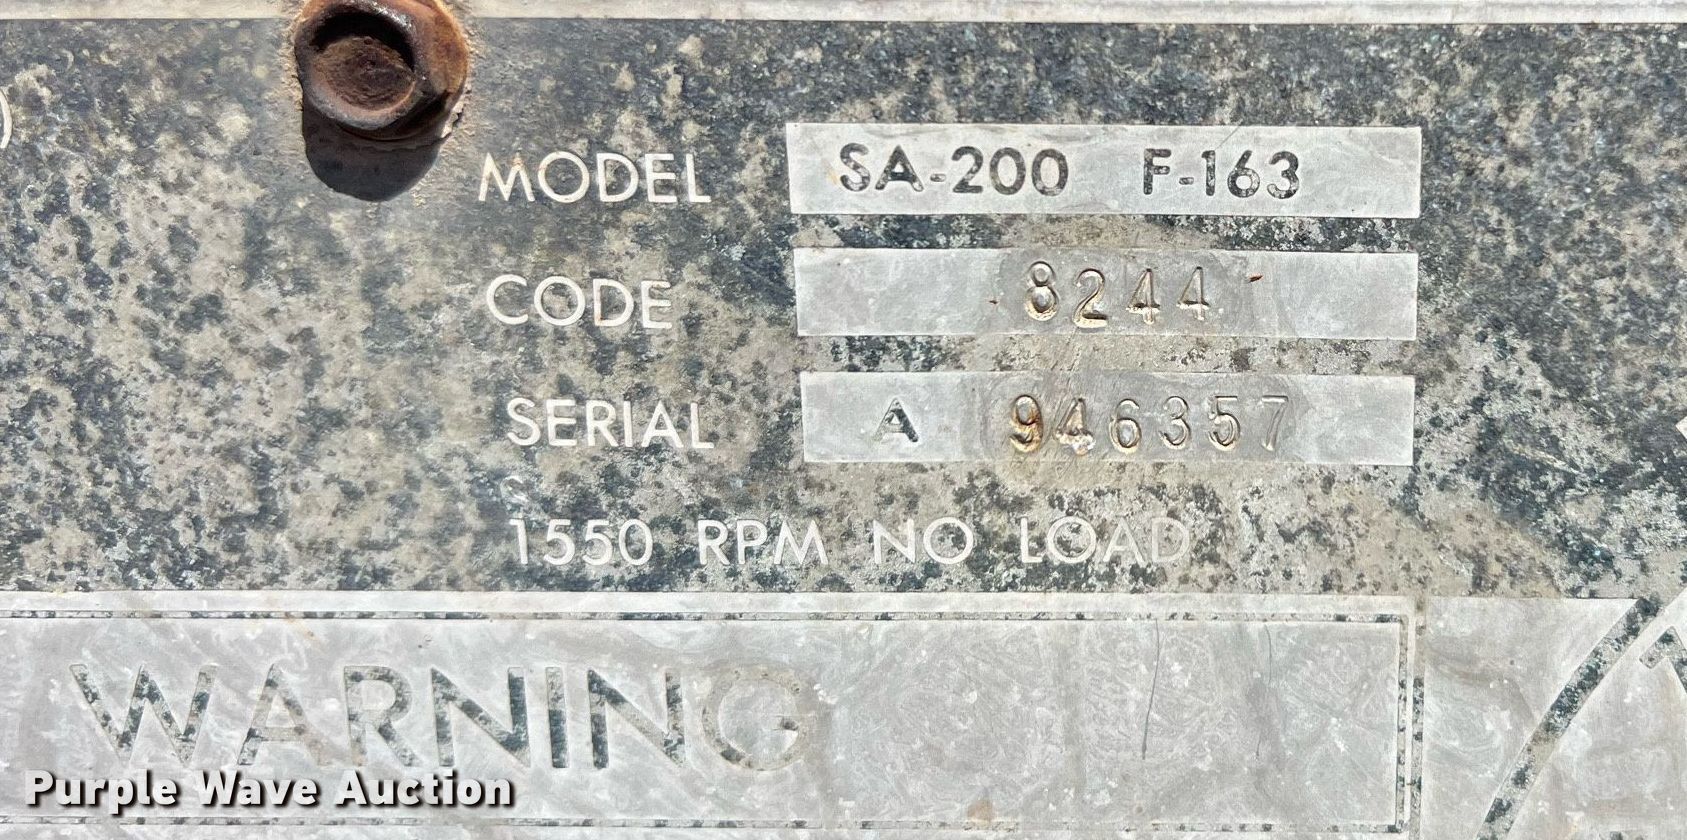 MODEL SA-200 F-163
CODE 8244
SERIAL A 946357
1550 RPM NO LOAD
WARNING
Purple Wave Auction